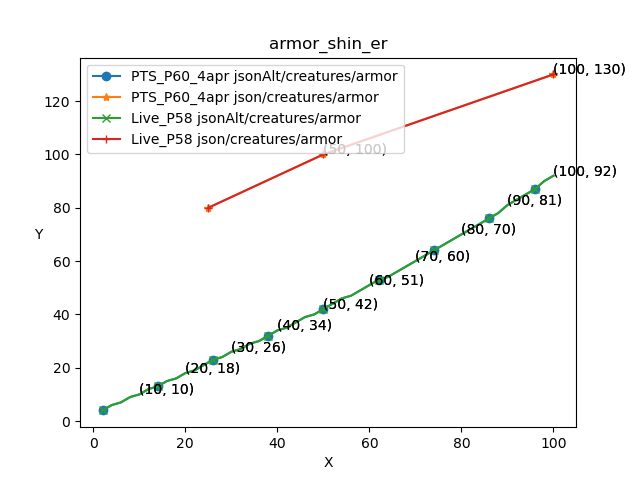 armor_shin_er
PTS_P60_4apr jsonAlt/creatures/armor
PTS_P60_4apr json/creatures/armor
Live_P58 jsonAlt/creatures/armor
Live_P58 json/creatures/armor
(100, 130)
(50, 100)
(100, 92)
(90, 81)
(80, 70)
(70, 60)
(60, 51)
(50, 42)
(40, 34)
(30, 26)
(20, 18)
(10, 10)
120
100
80
60
40
20
0
Y
0 20 40 60 80 100
X